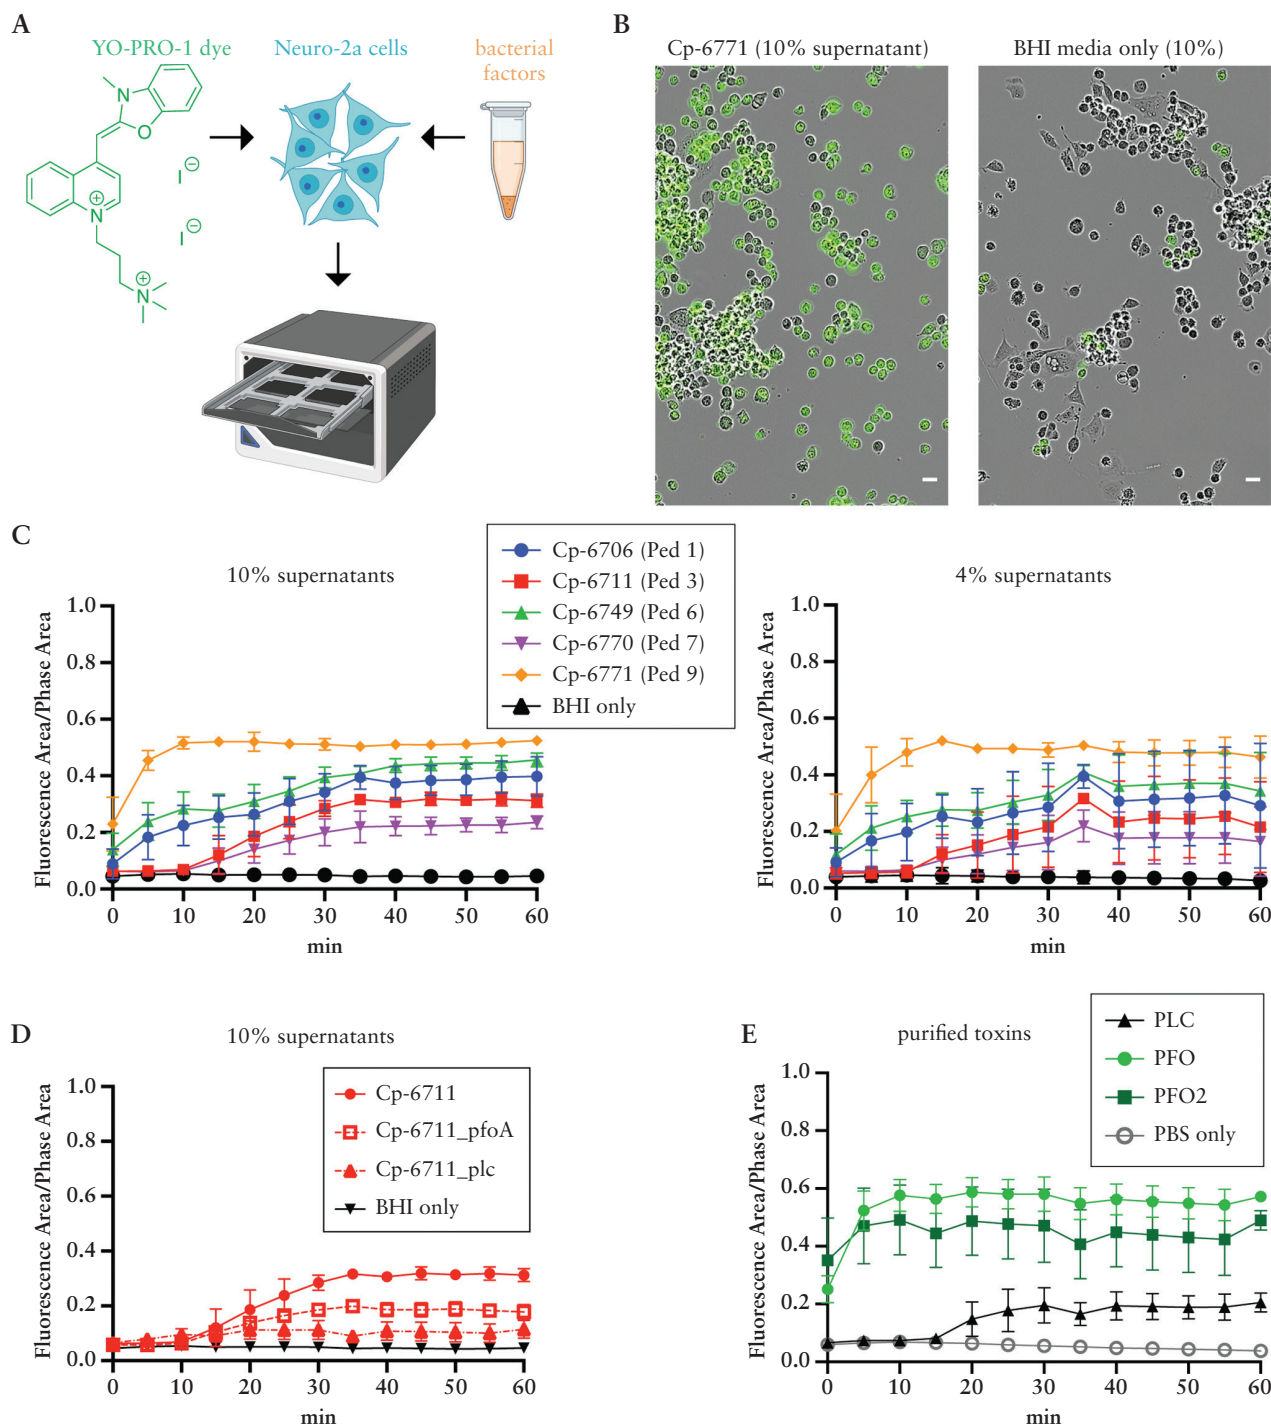 A
YO-PRO-1 dye
Neuro-2a cells
bacterial
factors
N
O
I
⊖
⊕
N
I
⊖
⊕
N
B
Cp-6771 (10% supernatant)
BHI media only (10%)
C
10% supernatants
Cp-6706 (Ped 1)
Cp-6711 (Ped 3)
Cp-6749 (Ped 6)
Cp-6770 (Ped 7)
Cp-6771 (Ped 9)
BHI only
4% supernatants
Fluorescence Area/Phase Area
1.0
0.8
0.6
0.4
0.2
0.0
0 10 20 30 40 50 60
min
Fluorescence Area/Phase Area
1.0
0.8
0.6
0.4
0.2
0.0
0 10 20 30 40 50 60
min
D
10% supernatants
Cp-6711
Cp-6711_pfoA
Cp-6711_plc
BHI only
Fluorescence Area/Phase Area
1.0
0.8
0.6
0.4
0.2
0.0
0 10 20 30 40 50 60
min
E
purified toxins
PLC
PFO
PFO2
PBS only
Fluorescence Area/Phase Area
1.0
0.8
0.6
0.4
0.2
0.0
0 10 20 30 40 50 60
min